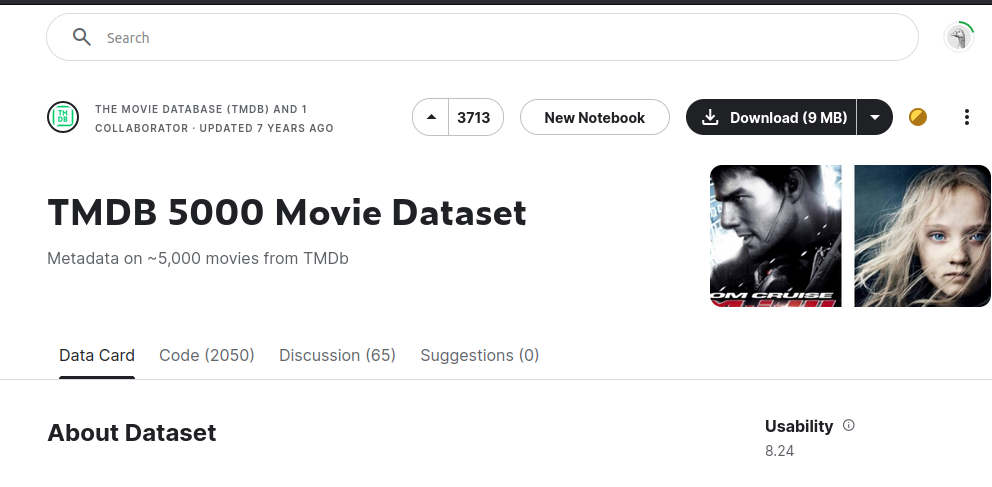 Search
TM
DB
THE MOVIE DATABASE (TMDB) AND 1
COLLABORATOR · UPDATED 7 YEARS AGO
3713
New Notebook
Download (9 MB)
TMDB 5000 Movie Dataset
Metadata on ~5,000 movies from TMDb
OM CRUISE
Data Card
Code (2050)
Discussion (65)
Suggestions (0)
About Dataset
Usability
8.24